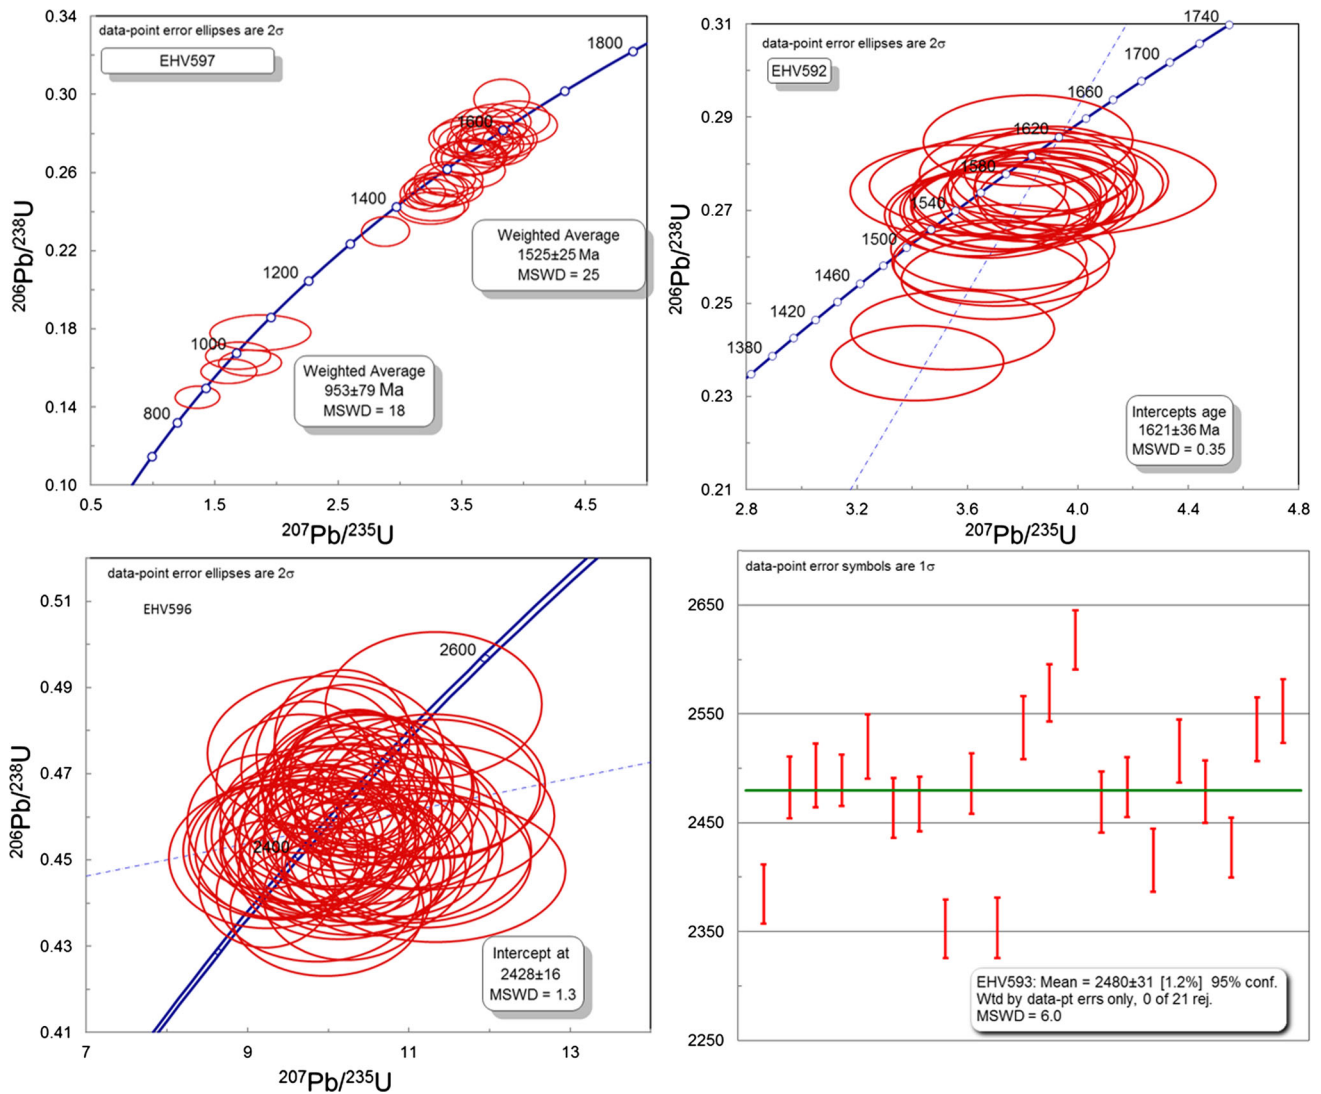 data-point error ellipses are 2σ
EHV597
0.34
0.30
0.26
0.22
0.18
0.14
0.10
206Pb/238U
1800
1600
1400
1200
1000
800
Weighted Average
1525±25 Ma
MSWD = 25
Weighted Average
953±79 Ma
MSWD = 18
0.5
1.5
2.5
3.5
4.5
207Pb/235U
data-point error ellipses are 2σ
EHV592
0.31
0.29
0.27
0.25
0.23
0.21
206Pb/238U
1740
1700
1660
1620
1580
1540
1500
1460
1420
1380
Intercepts age
1621±36 Ma
MSWD = 0.35
2.8
3.2
3.6
4.0
4.4
4.8
207Pb/235U
data-point error ellipses are 2σ
EHV596
0.51
0.49
0.47
0.45
0.43
0.41
206Pb/238U
2600
2400
Intercept at
2428±16
MSWD = 1.3
7
9
11
13
207Pb/235U
data-point error symbols are 1σ
2650
2550
2450
2350
2250
EHV593: Mean = 2480±31 [1.2%] 95% conf.
Wtd by data-pt errs only, 0 of 21 rej.
MSWD = 6.0